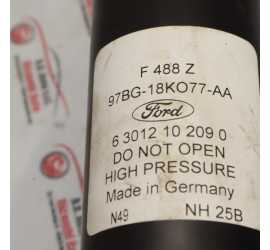 F 488 Z
97BG-18KO77-AA
Ford
6 3012 10 209 0
DO NOT OPEN
HIGH PRESSURE
Made in Germany
N49 NH 25B